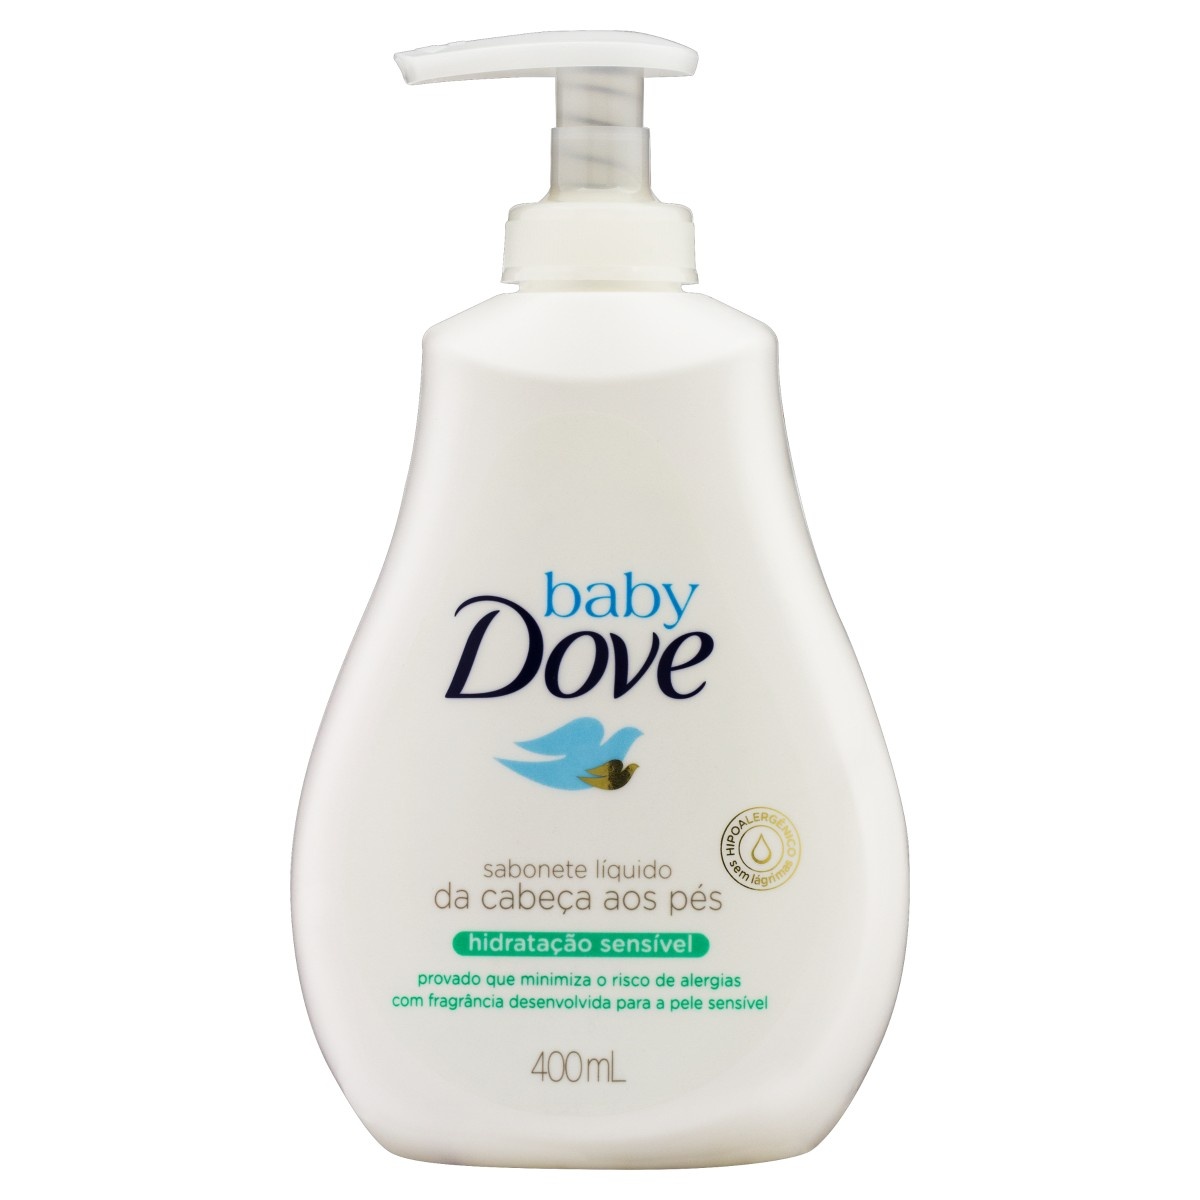 baby
Dove
HIPOALERGÊNICO
sem lágrimas
sabonete líquido
da cabeça aos pés
hidratação sensível
provado que minimiza o risco de alergias
com fragrância desenvolvida para a pele sensível
400mL